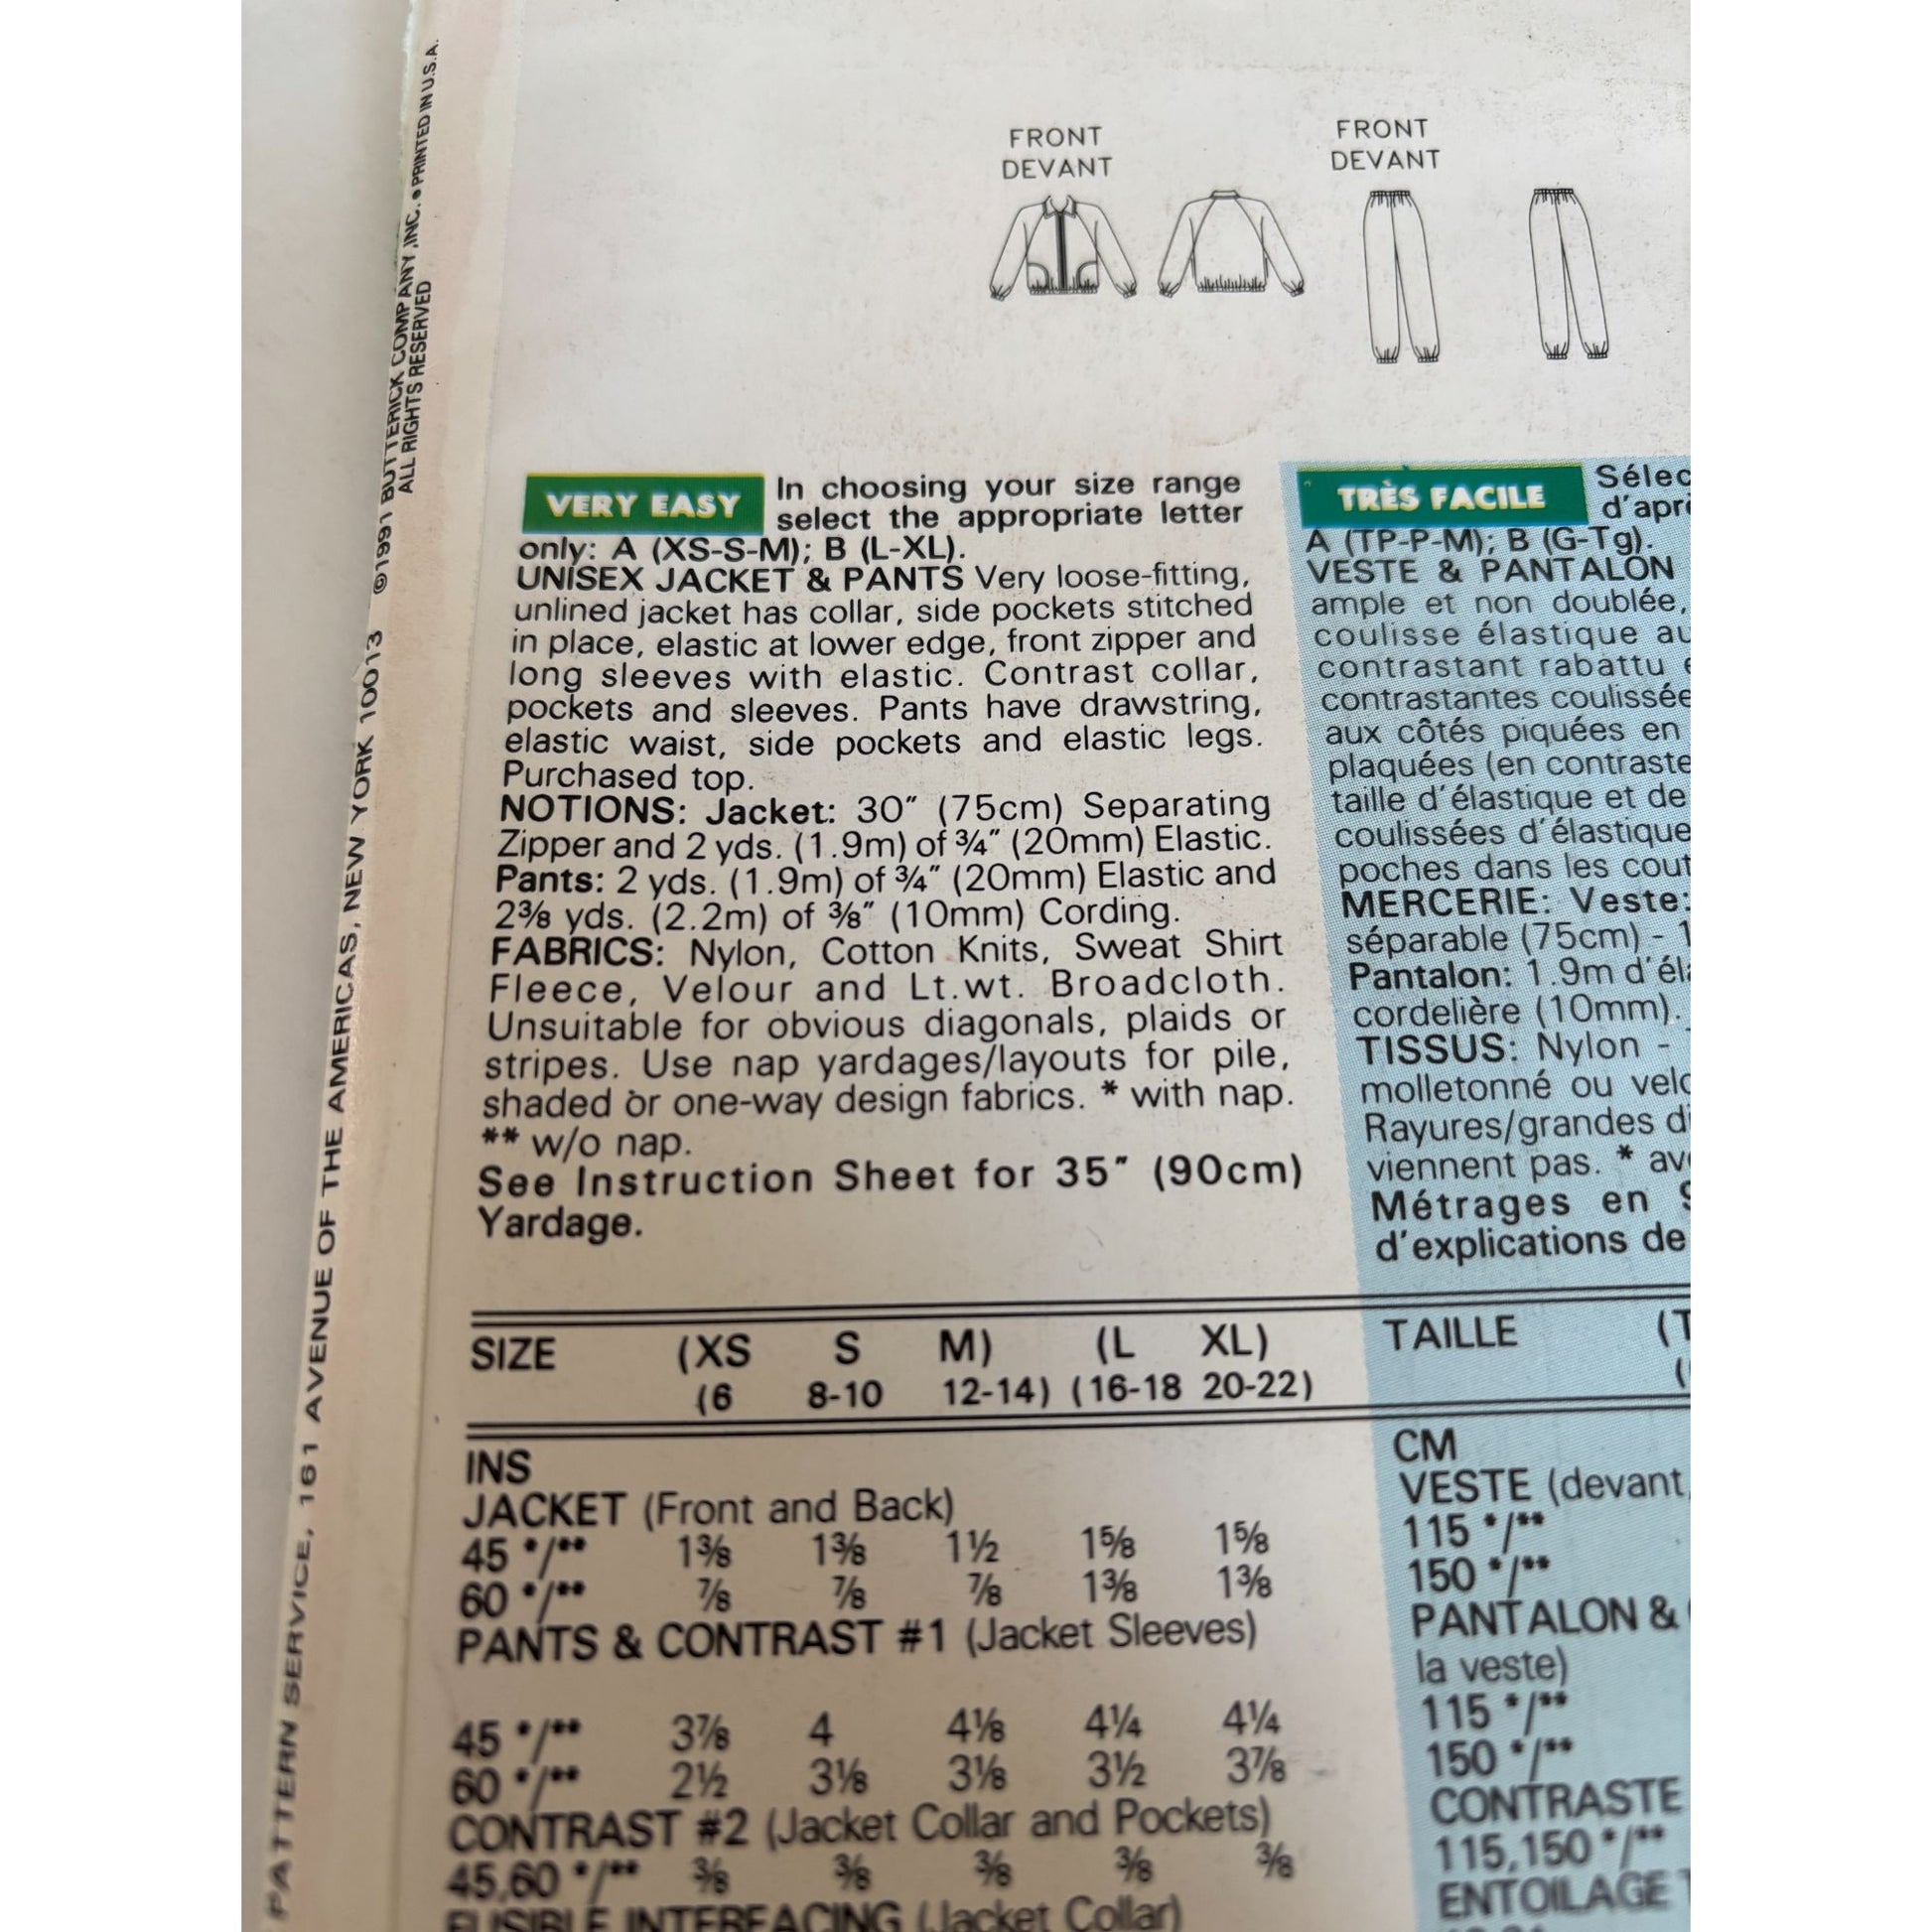 PATTERN SERVICE, 161 AVENUE OF THE AMERICAS, NEW YORK 10013 ©1991 BUTTERICK COMPANY, INC. • PRINTED IN U.S.A.
ALL RIGHTS RESERVED
FRONT
DEVANT
FRONT
DEVANT
VERY EASY In choosing your size range
select the appropriate letter
only: A (XS-S-M); B (L-XL).
UNISEX JACKET & PANTS Very loose-fitting,
unlined jacket has collar, side pockets stitched
in place, elastic at lower edge, front zipper and
long sleeves with elastic. Contrast collar,
pockets and sleeves. Pants have drawstring,
elastic waist, side pockets and elastic legs.
Purchased top.
NOTIONS: Jacket: 30″ (75cm) Separating
Zipper and 2 yds. (1.9m) of ¾″ (20mm) Elastic.
Pants: 2 yds. (1.9m) of ¾″ (20mm) Elastic and
2⅜ yds. (2.2m) of ⅜″ (10mm) Cording.
FABRICS: Nylon, Cotton Knits, Sweat Shirt
Fleece, Velour and Lt.wt. Broadcloth.
Unsuitable for obvious diagonals, plaids or
stripes. Use nap yardages/layouts for pile,
shaded or one-way design fabrics. * with nap.
** w/o nap.
See Instruction Sheet for 35″ (90cm)
Yardage.
SIZE (XS S M) (L XL)
(6 8-10 12-14) (16-18 20-22)
INS
JACKET (Front and Back)
45 */** 1⅜ 1⅜ 1½ 1⅝ 1⅝
60 */** ⅞ ⅞ ⅞ 1⅜ 1⅜
PANTS & CONTRAST #1 (Jacket Sleeves)
45 */** 3⅞ 4 4⅛ 4¼ 4¼
60 */** 2½ 3⅛ 3⅛ 3½ 3⅞
CONTRAST #2 (Jacket Collar and Pockets)
45,60 */** ⅜ ⅜ ⅜ ⅜ ⅜
FUSIBLE INTERFACING (Jacket Collar)
TRÈS FACILE Sélec
d'aprè
A (TP-P-M); B (G-Tg).
VESTE & PANTALON
ample et non doublée,
coulisse élastique au
contrastant rabattu
contrastantes coulissée
aux côtés piquées en
plaquées (en contraste
taille d'élastique et de
coulissées d'élastique
poches dans les cout
MERCERIE: Veste:
séparable (75cm) - 1
Pantalon: 1.9m d'éla
cordelière (10mm).
TISSUS: Nylon -
molletonné ou velo
Rayures/grandes di
viennent pas. * av
Métrages en
d'explications de
TAILLE (T
(
CM
VESTE (devant,
115 */**
150 */**
PANTALON &
la veste)
115 */**
150 */**
CONTRASTE
115,150 */**
ENTOILAGE